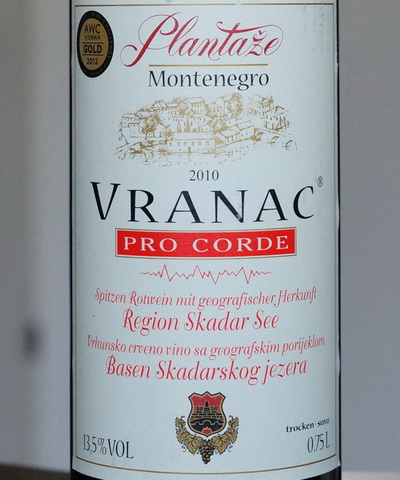 Plantaže
AWC
VIENNA
GOLD
2012
Montenegro
2010
VRANAC®
PRO CORDE
Spitzen Rotwein mit geografischer Herkunft
Region Skadar See
Vrhunsko crveno vino sa geografskim porijeklom
Basen Skadarskog jezera
trocken - suvo
13,5% VOL
0,75 L